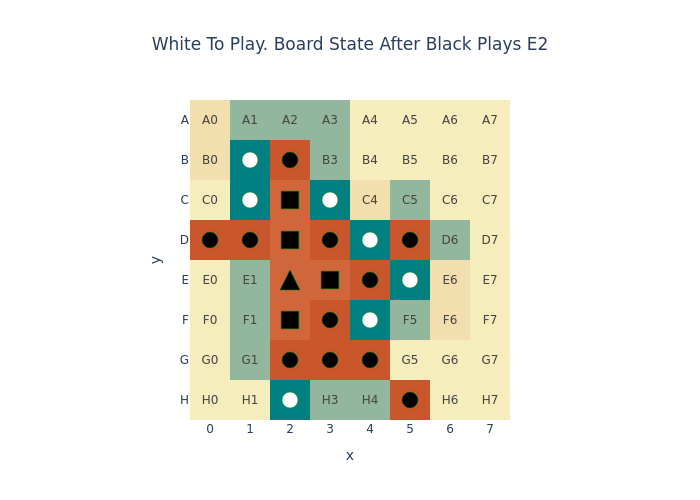 White To Play. Board State After Black Plays E2
A A0 A1 A2 A3 A4 A5 A6 A7
B B0 B3 B4 B5 B6 B7
C C0 C4 C5 C6 C7
D D6 D7
E E0 E1 E6 E7
F F0 F1 F5 F6 F7
G G0 G1 G5 G6 G7
H H0 H1 H3 H4 H6 H7
0 1 2 3 4 5 6 7
x
y